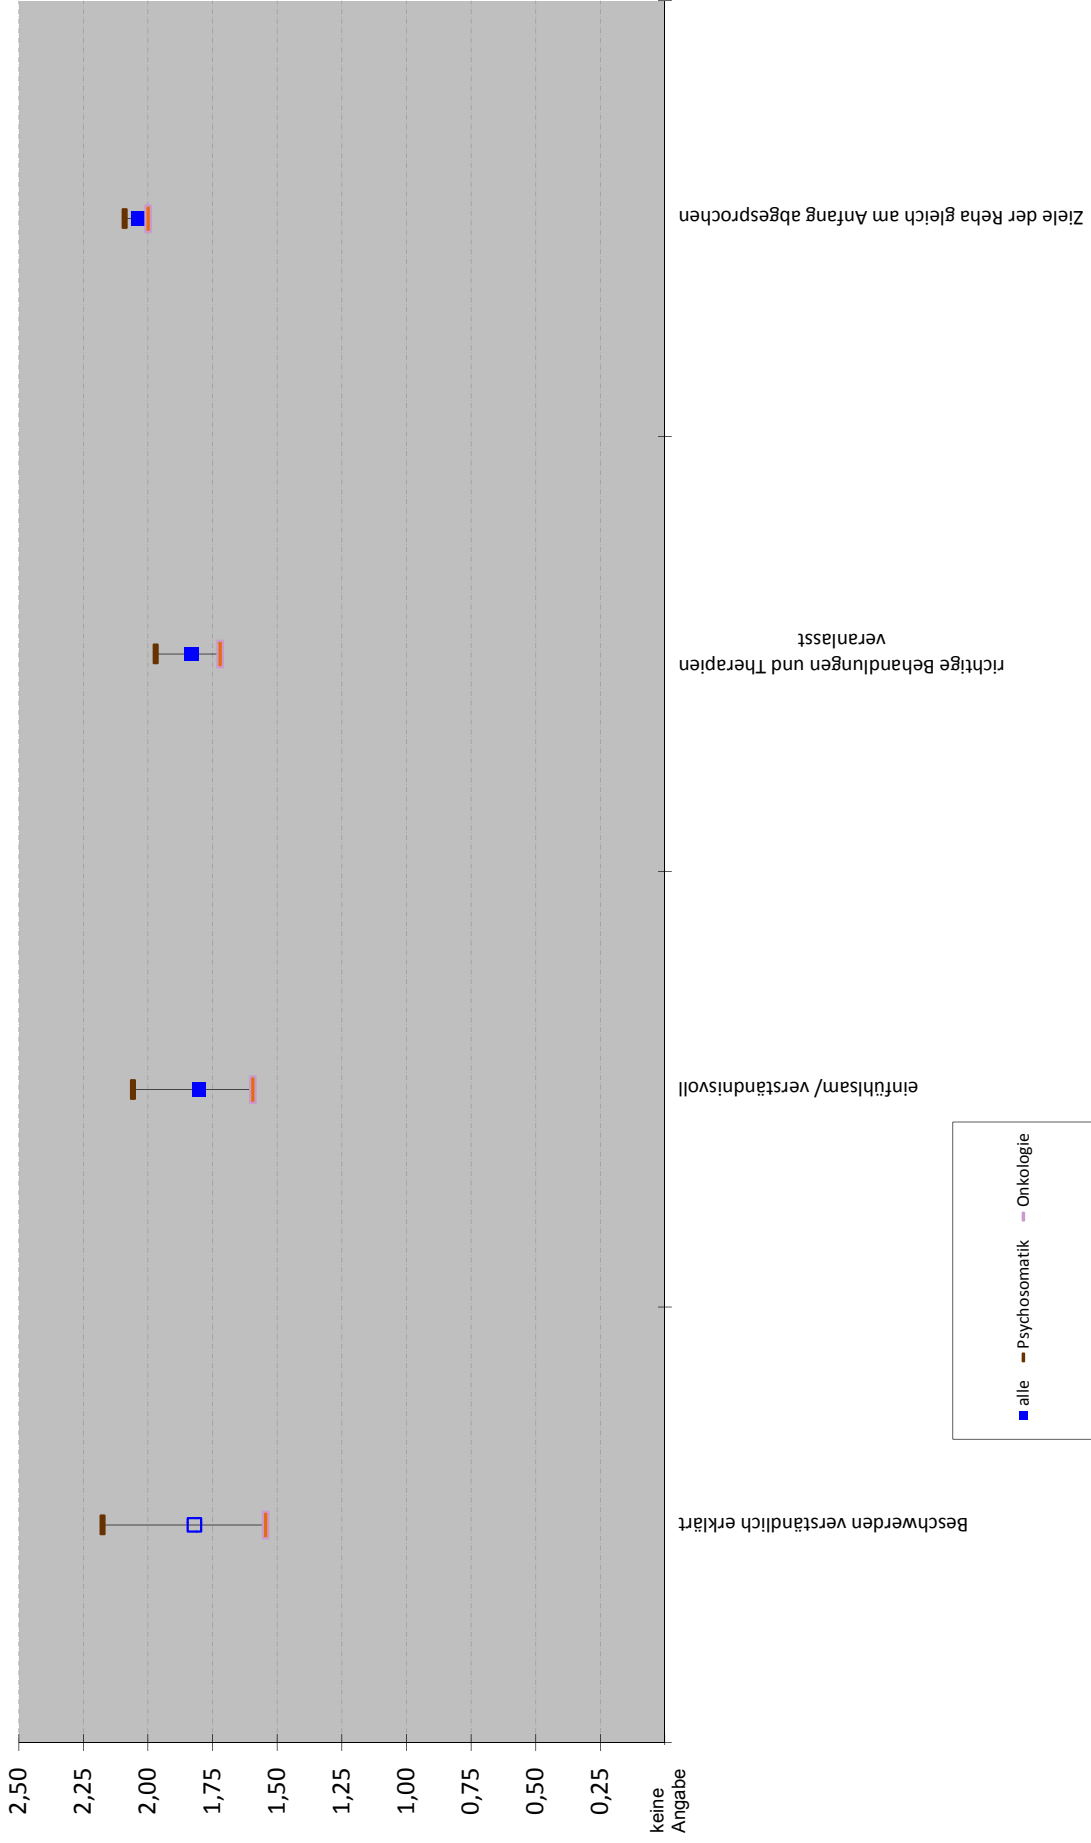 2,50
2,25
2,00
1,75
1,50
1,25
1,00
0,75
0,50
0,25
keine
Angabe
Beschwerden verständlich erklärt
einfühlsam/ verständnisvoll
richtige Behandlungen und Therapien
veranlasst
Ziele der Reha gleich am Anfang abgesprochen
alle Psychosomatik Onkologie